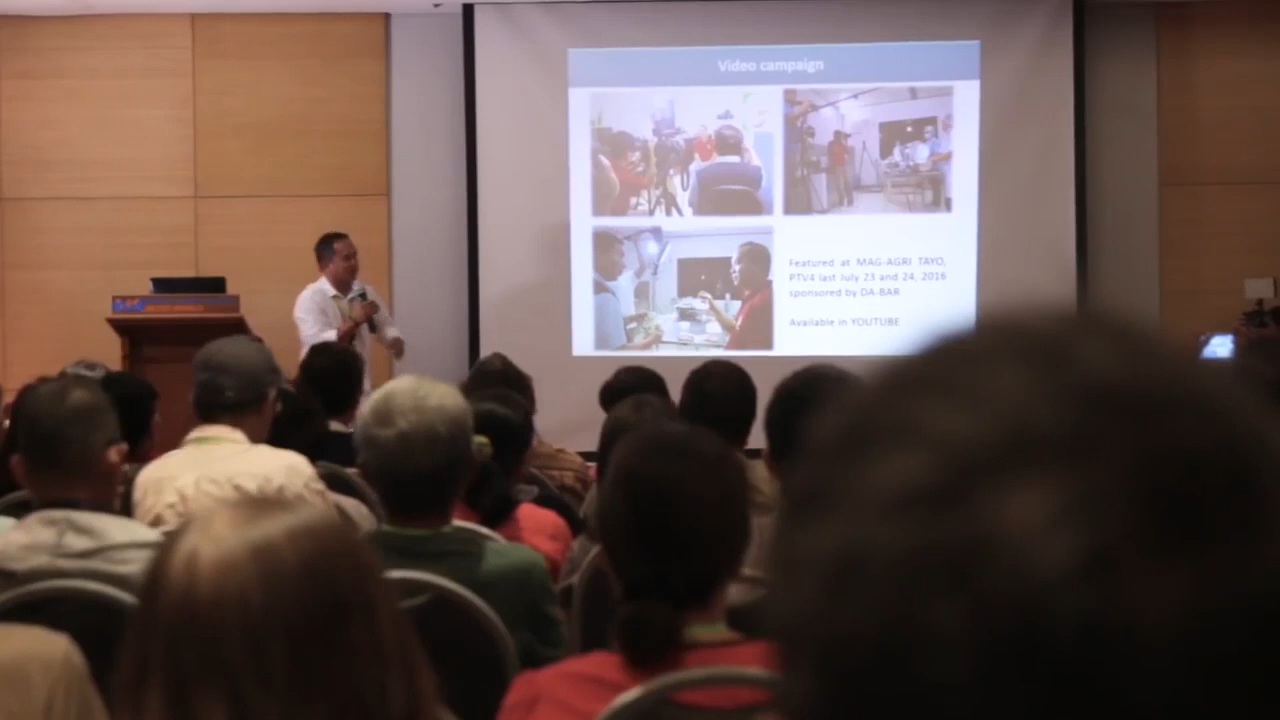 Video campaign
Featured at MAG-AGRI TAYO,
PTV4 last July 23 and 24, 2016
sponsored by DA-BAR
Available in YOUTUBE